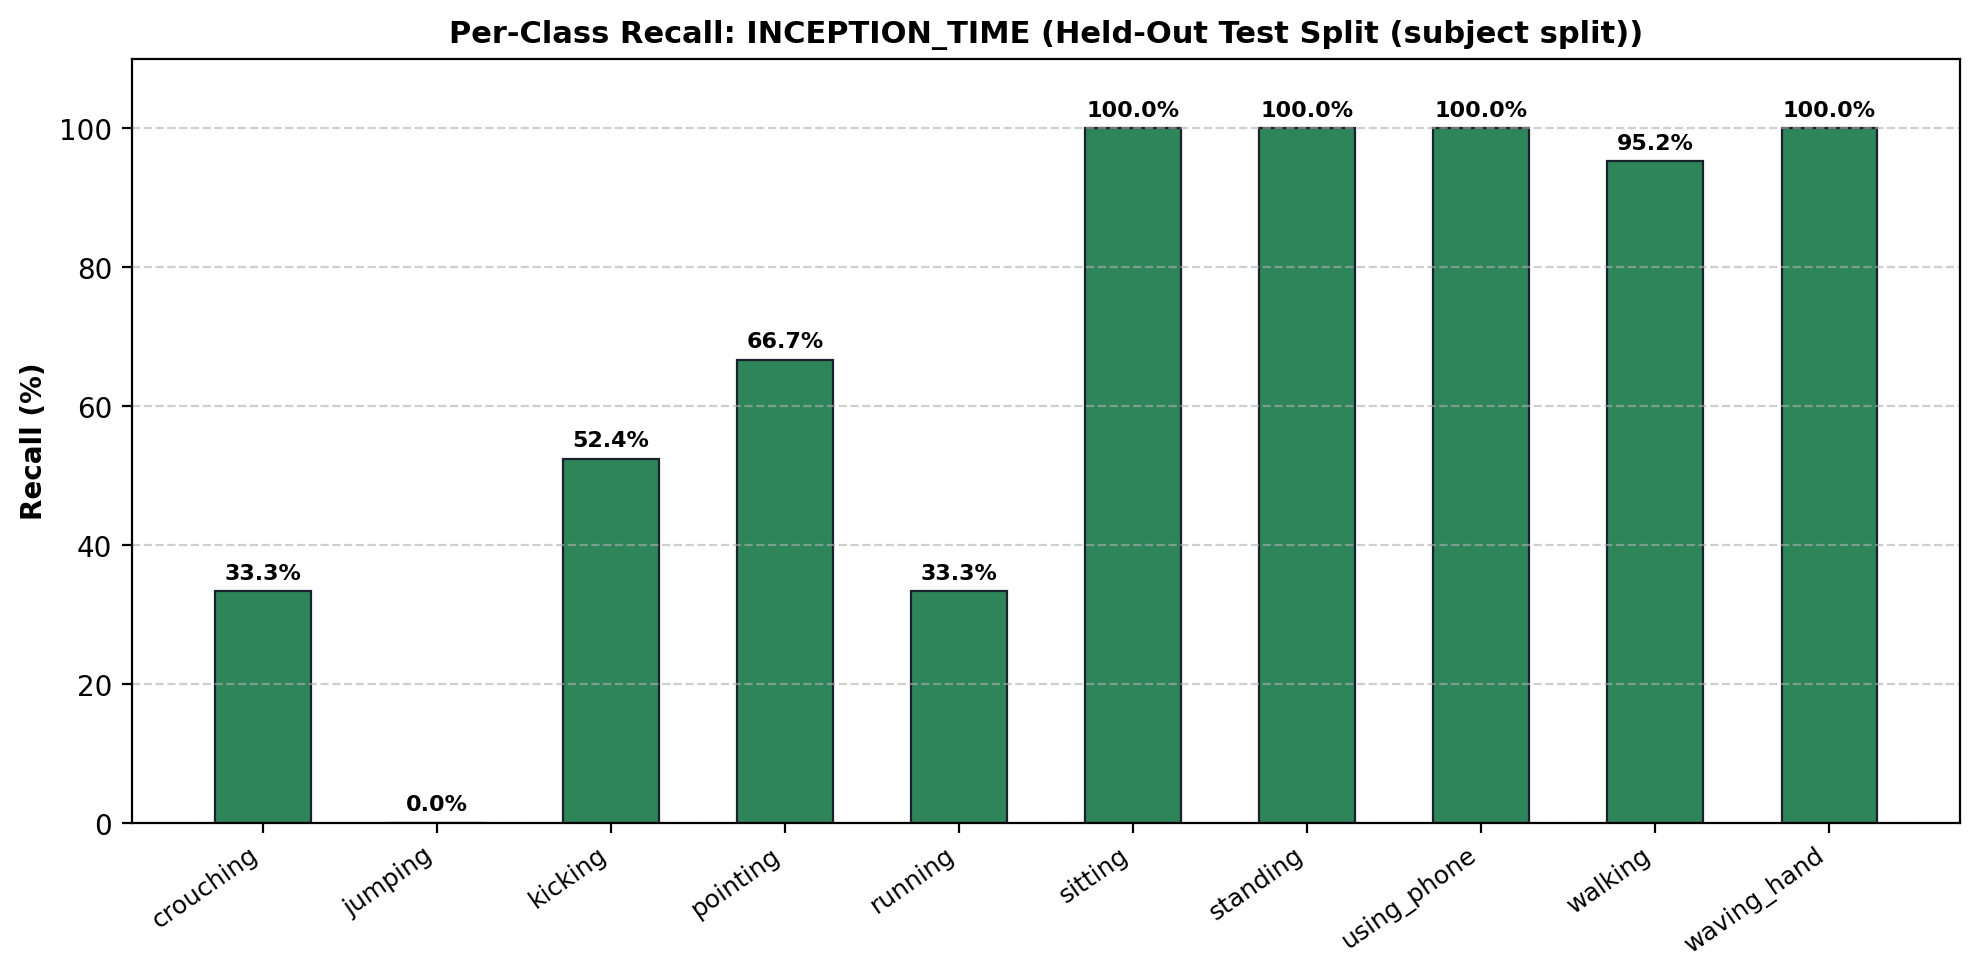 Per-Class Recall: INCEPTION_TIME (Held-Out Test Split (subject split))
Recall (%)
100
80
60
40
20
0
33.3%
0.0%
52.4%
66.7%
33.3%
100.0%
100.0%
100.0%
95.2%
100.0%
crouching
jumping
kicking
pointing
running
sitting
standing
using_phone
walking
waving_hand